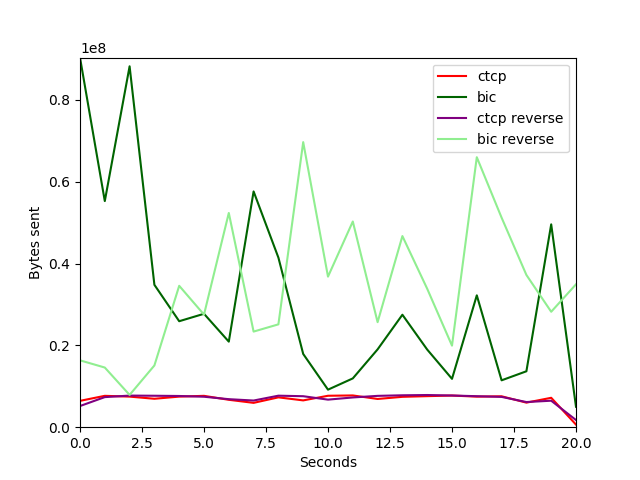 1e8
ctcp
bic
ctcp reverse
bic reverse
Bytes sent
0.8
0.6
0.4
0.2
0.0
0.0 2.5 5.0 7.5 10.0 12.5 15.0 17.5 20.0
Seconds